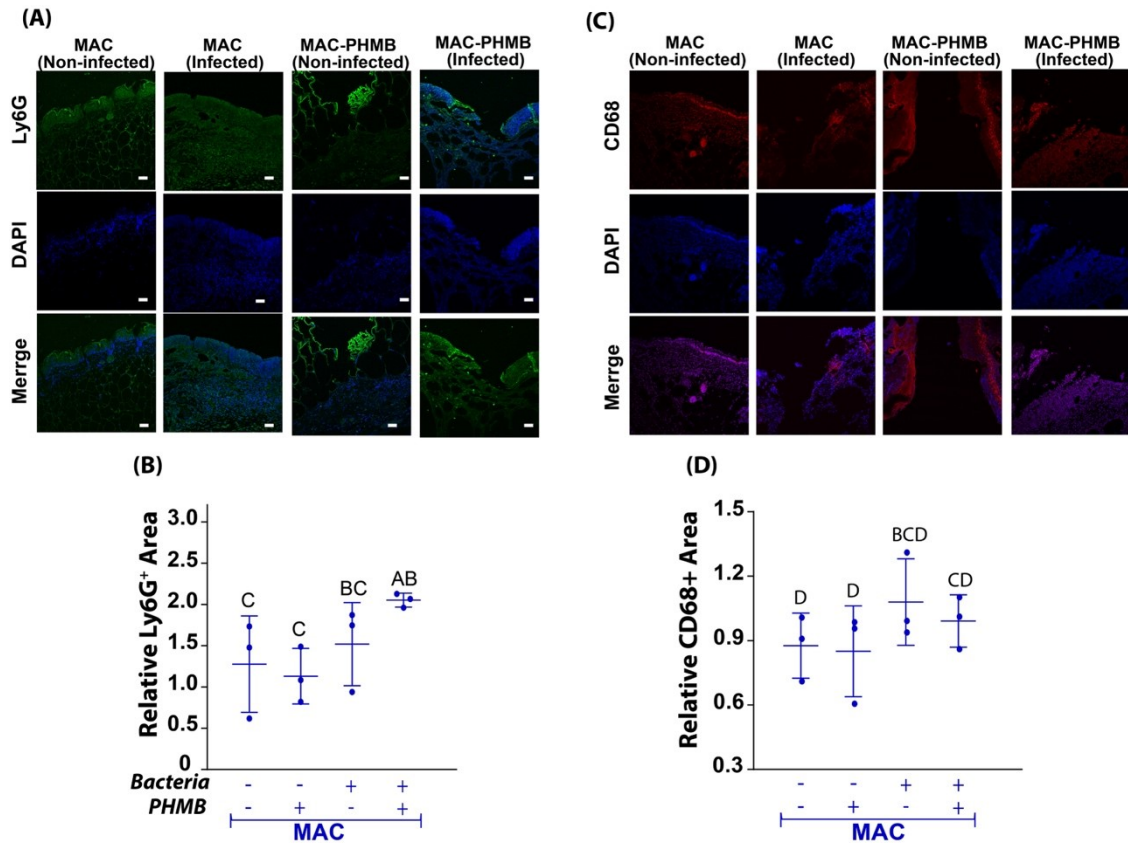 (A)
MAC
(Non-infected)
MAC
(Infected)
MAC-PHMB
(Non-infected)
MAC-PHMB
(Infected)
Ly6G
DAPI
Merrge
(C)
MAC
(Non-infected)
MAC
(Infected)
MAC-PHMB
(Non-infected)
MAC-PHMB
(Infected)
CD68
DAPI
Merrge
(B)
Relative Ly6G⁺ Area
3.0
2.5
2.0
1.5
1.0
0.5
0
C
C
BC
AB
Bacteria - - + +
PHMB - + - +
MAC
(D)
Relative CD68+ Area
1.5
1.2
0.9
0.6
0.3
D
D
BCD
CD
- - + +
- + - +
MAC